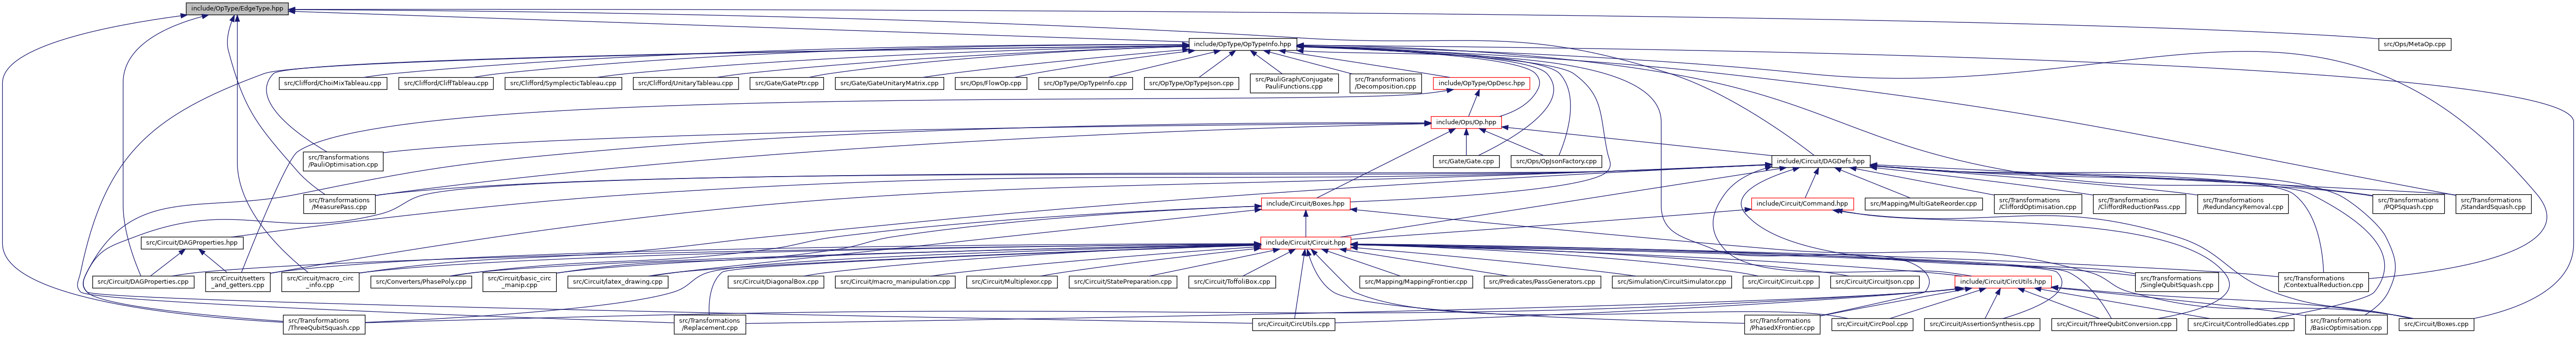 include/OpType/EdgeType.hpp
include/OpType/OpTypeInfo.hpp
src/Ops/MetaOp.cpp
src/Clifford/ChoiMixTableau.cpp
src/Clifford/CliffTableau.cpp
src/Clifford/SymplecticTableau.cpp
src/Clifford/UnitaryTableau.cpp
src/Gate/GatePtr.cpp
src/Gate/GateUnitaryMatrix.cpp
src/Ops/FlowOp.cpp
src/OpType/OpTypeInfo.cpp
src/OpType/OpTypeJson.cpp
src/PauliGraph/Conjugate
PauliFunctions.cpp
src/Transformations
/Decomposition.cpp
include/OpType/OpDesc.hpp
include/Ops/Op.hpp
src/Transformations
/PauliOptimisation.cpp
src/Gate/Gate.cpp
src/Ops/OpJsonFactory.cpp
include/Circuit/DAGDefs.hpp
src/Transformations
/MeasurePass.cpp
include/Circuit/Boxes.hpp
include/Circuit/Command.hpp
src/Mapping/MultiGateReorder.cpp
src/Transformations
/CliffordOptimisation.cpp
src/Transformations
/CliffordReductionPass.cpp
src/Transformations
/RedundancyRemoval.cpp
src/Transformations
/PQPSquash.cpp
src/Transformations
/StandardSquash.cpp
src/Circuit/DAGProperties.hpp
include/Circuit/Circuit.hpp
src/Circuit/DAGProperties.cpp
src/Circuit/setters
_and_getters.cpp
src/Circuit/macro_circ
_info.cpp
src/Converters/PhasePoly.cpp
src/Circuit/basic_circ
_manip.cpp
src/Circuit/latex_drawing.cpp
src/Circuit/DiagonalBox.cpp
src/Circuit/macro_manipulation.cpp
src/Circuit/Multiplexor.cpp
src/Circuit/StatePreparation.cpp
src/Circuit/ToffoliBox.cpp
src/Mapping/MappingFrontier.cpp
src/Predicates/PassGenerators.cpp
src/Simulation/CircuitSimulator.cpp
src/Circuit/Circuit.cpp
src/Circuit/CircuitJson.cpp
include/Circuit/CircUtils.hpp
src/Transformations
/SingleQubitSquash.cpp
src/Transformations
/ContextualReduction.cpp
src/Transformations
/ThreeQubitSquash.cpp
src/Transformations
/Replacement.cpp
src/Circuit/CircUtils.cpp
src/Transformations
/PhasedXFrontier.cpp
src/Circuit/CircPool.cpp
src/Circuit/AssertionSynthesis.cpp
src/Circuit/ThreeQubitConversion.cpp
src/Circuit/ControlledGates.cpp
src/Transformations
/BasicOptimisation.cpp
src/Circuit/Boxes.cpp